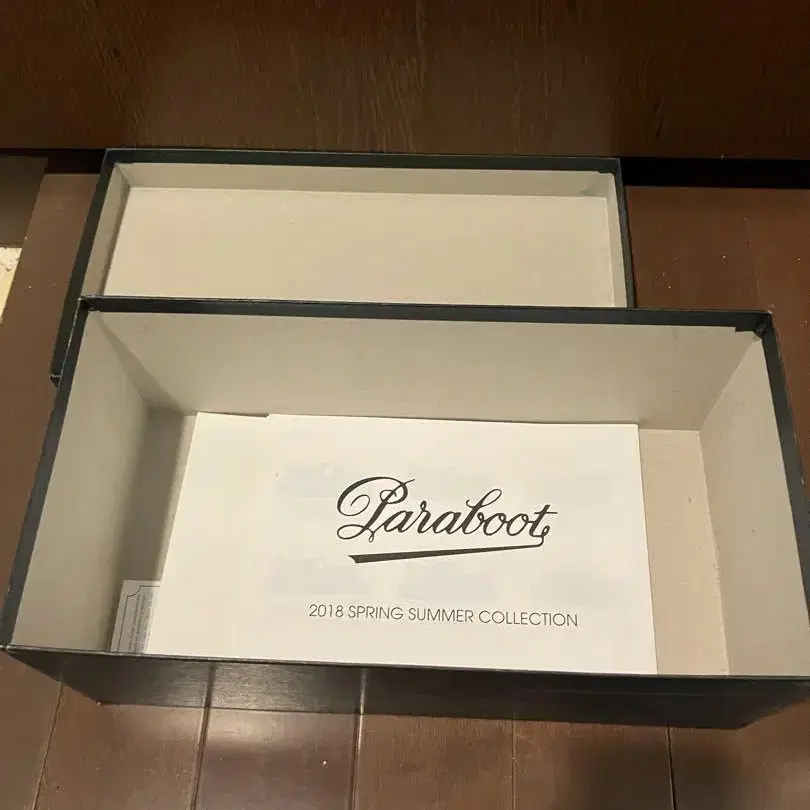 Paraboot
2018 SPRING SUMMER COLLECTION